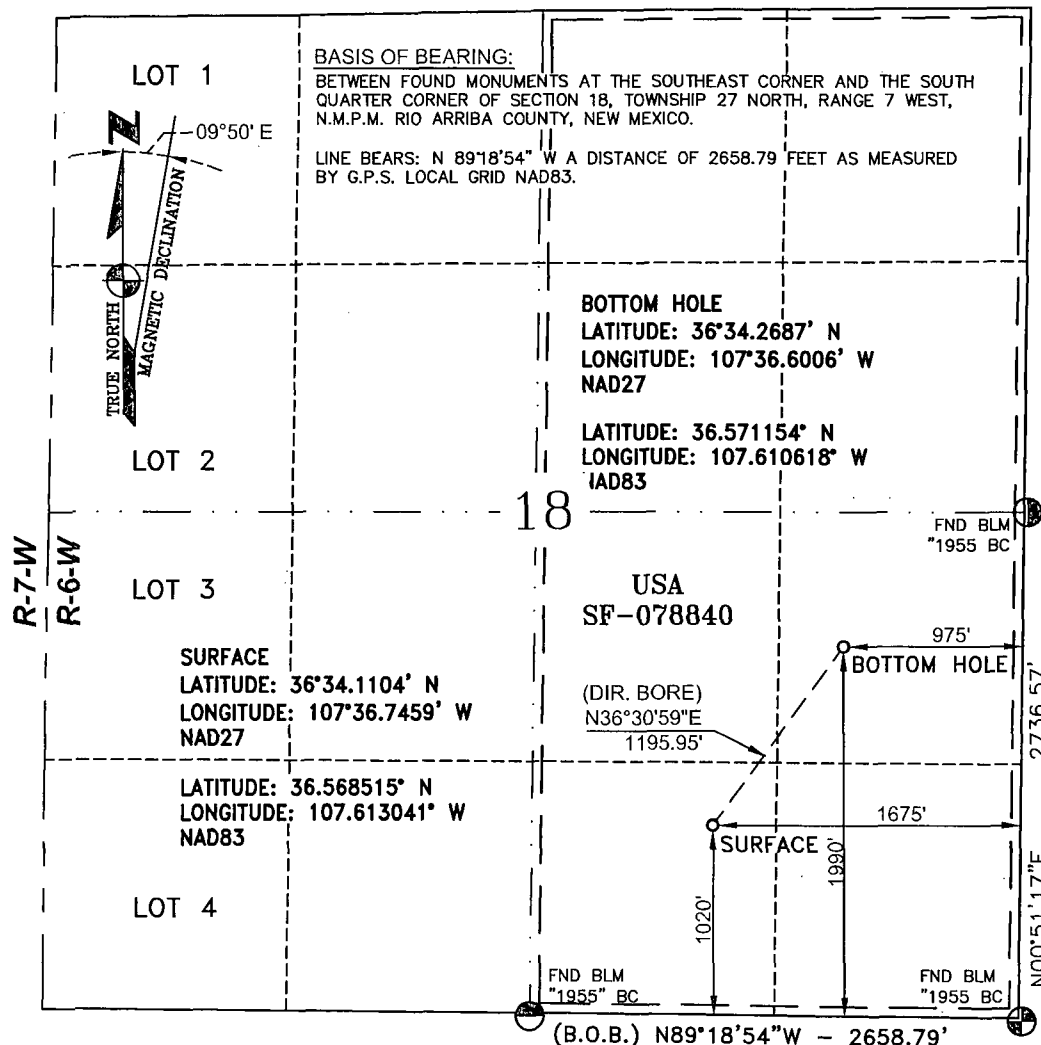 LOT 1
BASIS OF BEARING:
BETWEEN FOUND MONUMENTS AT THE SOUTHEAST CORNER AND THE SOUTH
QUARTER CORNER OF SECTION 18, TOWNSHIP 27 NORTH, RANGE 7 WEST,
N.M.P.M. RIO ARRIBA COUNTY, NEW MEXICO.
LINE BEARS: N 89°18'54" W A DISTANCE OF 2658.79 FEET AS MEASURED
BY G.P.S. LOCAL GRID NAD83.
09°50' E
N
TRUE NORTH
MAGNETIC DECLINATION
BOTTOM HOLE
LATITUDE: 36°34.2687' N
LONGITUDE: 107°36.6006' W
NAD27
LATITUDE: 36.571154° N
LONGITUDE: 107.610618° W
NAD83
LOT 2
18
FND BLM
"1955 BC
R-7-W
R-6-W
LOT 3
USA
SF-078840
975'
BOTTOM HOLE
SURFACE
LATITUDE: 36°34.1104' N
LONGITUDE: 107°36.7459' W
NAD27
(DIR. BORE)
N36°30'59"E
1195.95'
2736.57'
LATITUDE: 36.568515° N
LONGITUDE: 107.613041° W
NAD83
1675'
SURFACE
1990'
1020'
N00°51'17"E
LOT 4
FND BLM
"1955" BC
FND BLM
"1955 BC
(B.O.B.) N89°18'54"W - 2658.79'